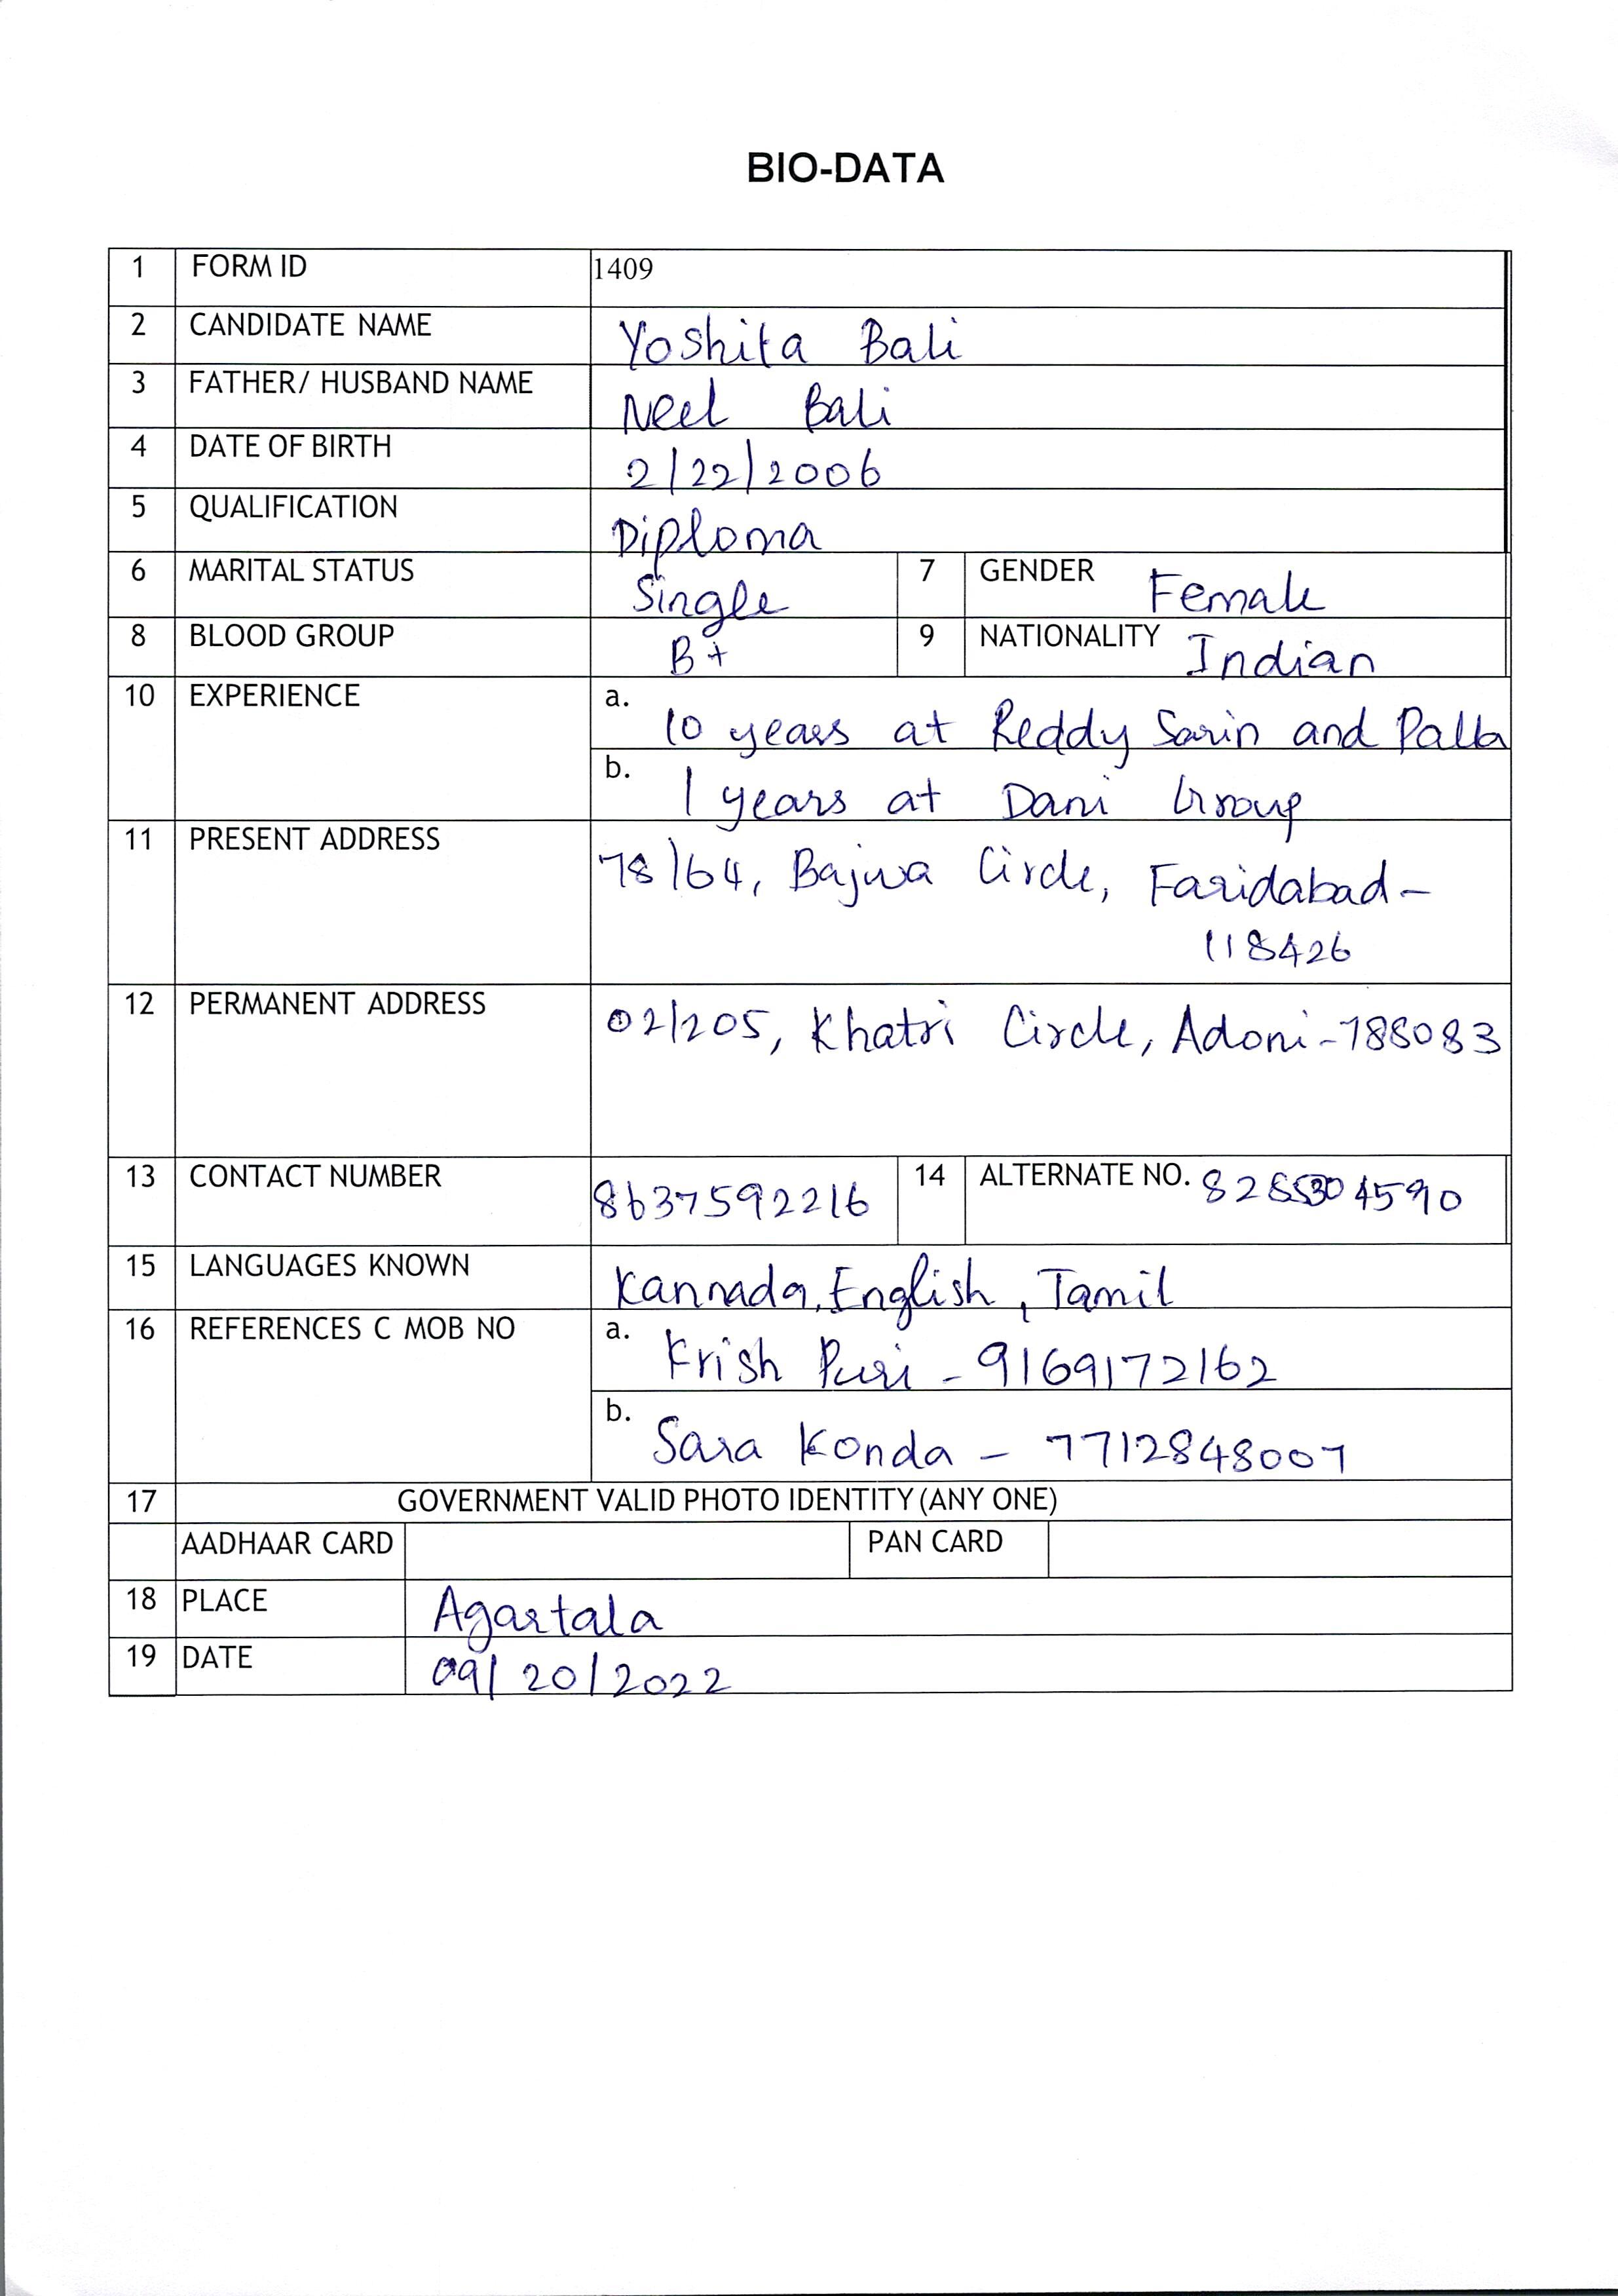 BIO-DATA
1 FORM ID 1409
2 CANDIDATE NAME Yoshita Bali
3 FATHER/ HUSBAND NAME Neel Bali
4 DATE OF BIRTH 2/22/2006
5 QUALIFICATION Diploma
6 MARITAL STATUS Single 7 GENDER Female
8 BLOOD GROUP B+ 9 NATIONALITY Indian
10 EXPERIENCE a. 10 years at Reddy Sarin and Palla
b. 1 years at Dani Group
11 PRESENT ADDRESS 78/64, Bajwa Circle, Faridabad-
118426
12 PERMANENT ADDRESS 02/205, Khatri Circle, Adoni-788083
13 CONTACT NUMBER 8637592216 14 ALTERNATE NO.
15 LANGUAGES KNOWN Kannada, English, Tamil
16 REFERENCES C MOB NO a. Krish Puri - 9169172162
b. Sara Konda - 7712848007
17 GOVERNMENT VALID PHOTO IDENTITY (ANY ONE)
AADHAAR CARD PAN CARD
18 PLACE Agartala
19 DATE 09/20/2022